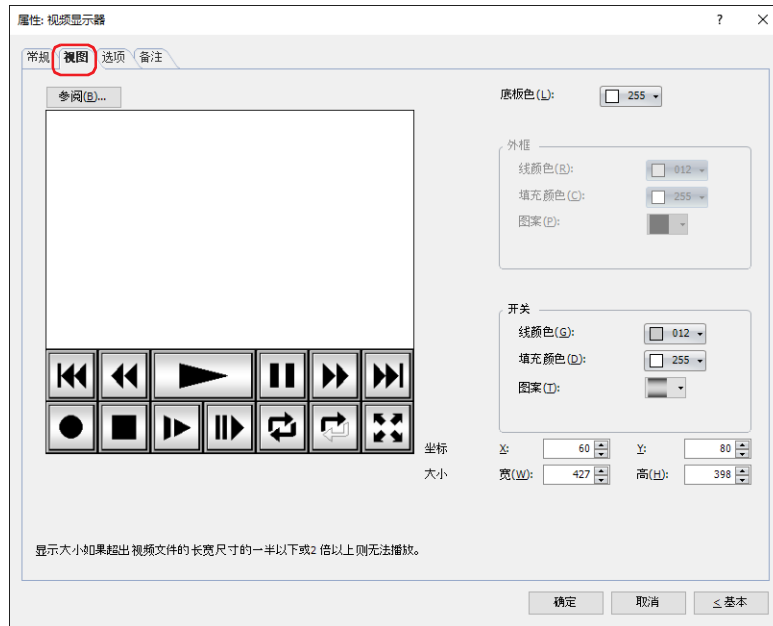 属性: 视频显示器 ? ×
常规 视图 选项 备注
参阅(B)...
底板色(L): 255
外框
线颜色(R): 012
填充颜色(C): 255
图案(P):
开关
线颜色(G): 012
填充颜色(D): 255
图案(T):
坐标 X: 60 Y: 80
大小 宽(W): 427 高(H): 398
显示大小如果超出视频文件的长宽尺寸的一半以下或2 倍以上则无法播放。
确定 取消 <基本